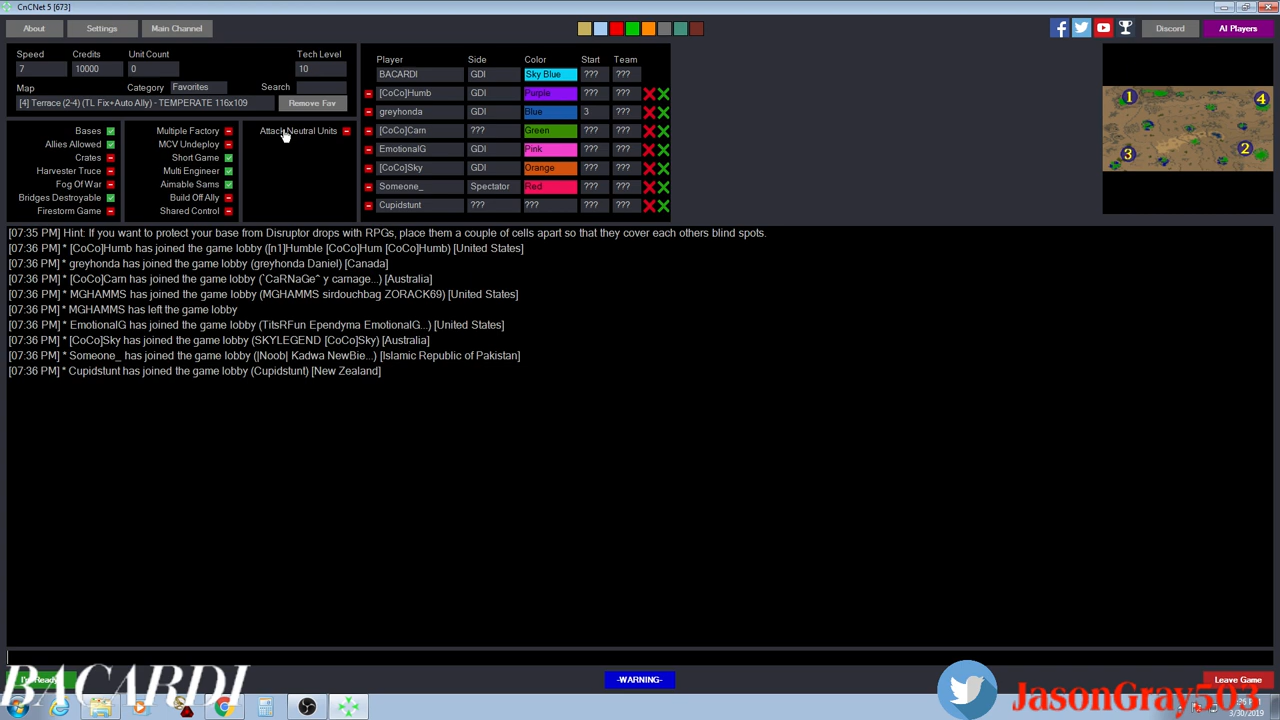 CnCNet 5 [673]
About
Settings
Main Channel
Discord
AI Players
Speed
Credits
Unit Count
Tech Level
7
10000
0
10
Map
Category
Favorites
Search
[4] Terrace (2-4) (TL Fix+Auto Ally) - TEMPERATE 116x109
Remove Fav
Bases
Allies Allowed
Crates
Harvester Truce
Fog Of War
Bridges Destroyable
Firestorm Game
Multiple Factory
MCV Undeploy
Short Game
Multi Engineer
Aimable Sams
Build Off Ally
Shared Control
Attack Neutral Units
Player Side Color Start Team
BACARDI GDI Sky Blue ??? ???
[CoCo]Humb GDI Purple ??? ???
greyhonda GDI Blue 3 ???
[CoCo]Carn ??? Green ??? ???
EmotionalG GDI Pink ??? ???
[CoCo]Sky GDI Orange ??? ???
Someone_ Spectator Red ??? ???
Cupidstunt ??? ??? ??? ???
1
4
3
2
[07:35 PM] Hint: If you want to protect your base from Disruptor drops with RPGs, place them a couple of cells apart so that they cover each others blind spots.
[07:36 PM] * [CoCo]Humb has joined the game lobby ([n1]Humble [CoCo]Hum [CoCo]Humb) [United States]
[07:36 PM] * greyhonda has joined the game lobby (greyhonda Daniel) [Canada]
[07:36 PM] * [CoCo]Carn has joined the game lobby (`CaRNaGe^ y carnage...) [Australia]
[07:36 PM] * MGHAMMS has joined the game lobby (MGHAMMS sirdouchbag ZORACK69) [United States]
[07:36 PM] * MGHAMMS has left the game lobby
[07:36 PM] * EmotionalG has joined the game lobby (TitsRFun Ependyma EmotionalG...) [United States]
[07:36 PM] * [CoCo]Sky has joined the game lobby (SKYLEGEND [CoCo]Sky) [Australia]
[07:36 PM] * Someone_ has joined the game lobby (|Noob| Kadwa NewBie...) [Islamic Republic of Pakistan]
[07:36 PM] * Cupidstunt has joined the game lobby (Cupidstunt) [New Zealand]
BACARDI
-WARNING-
Leave Game
JasonGray503
3/30/2019